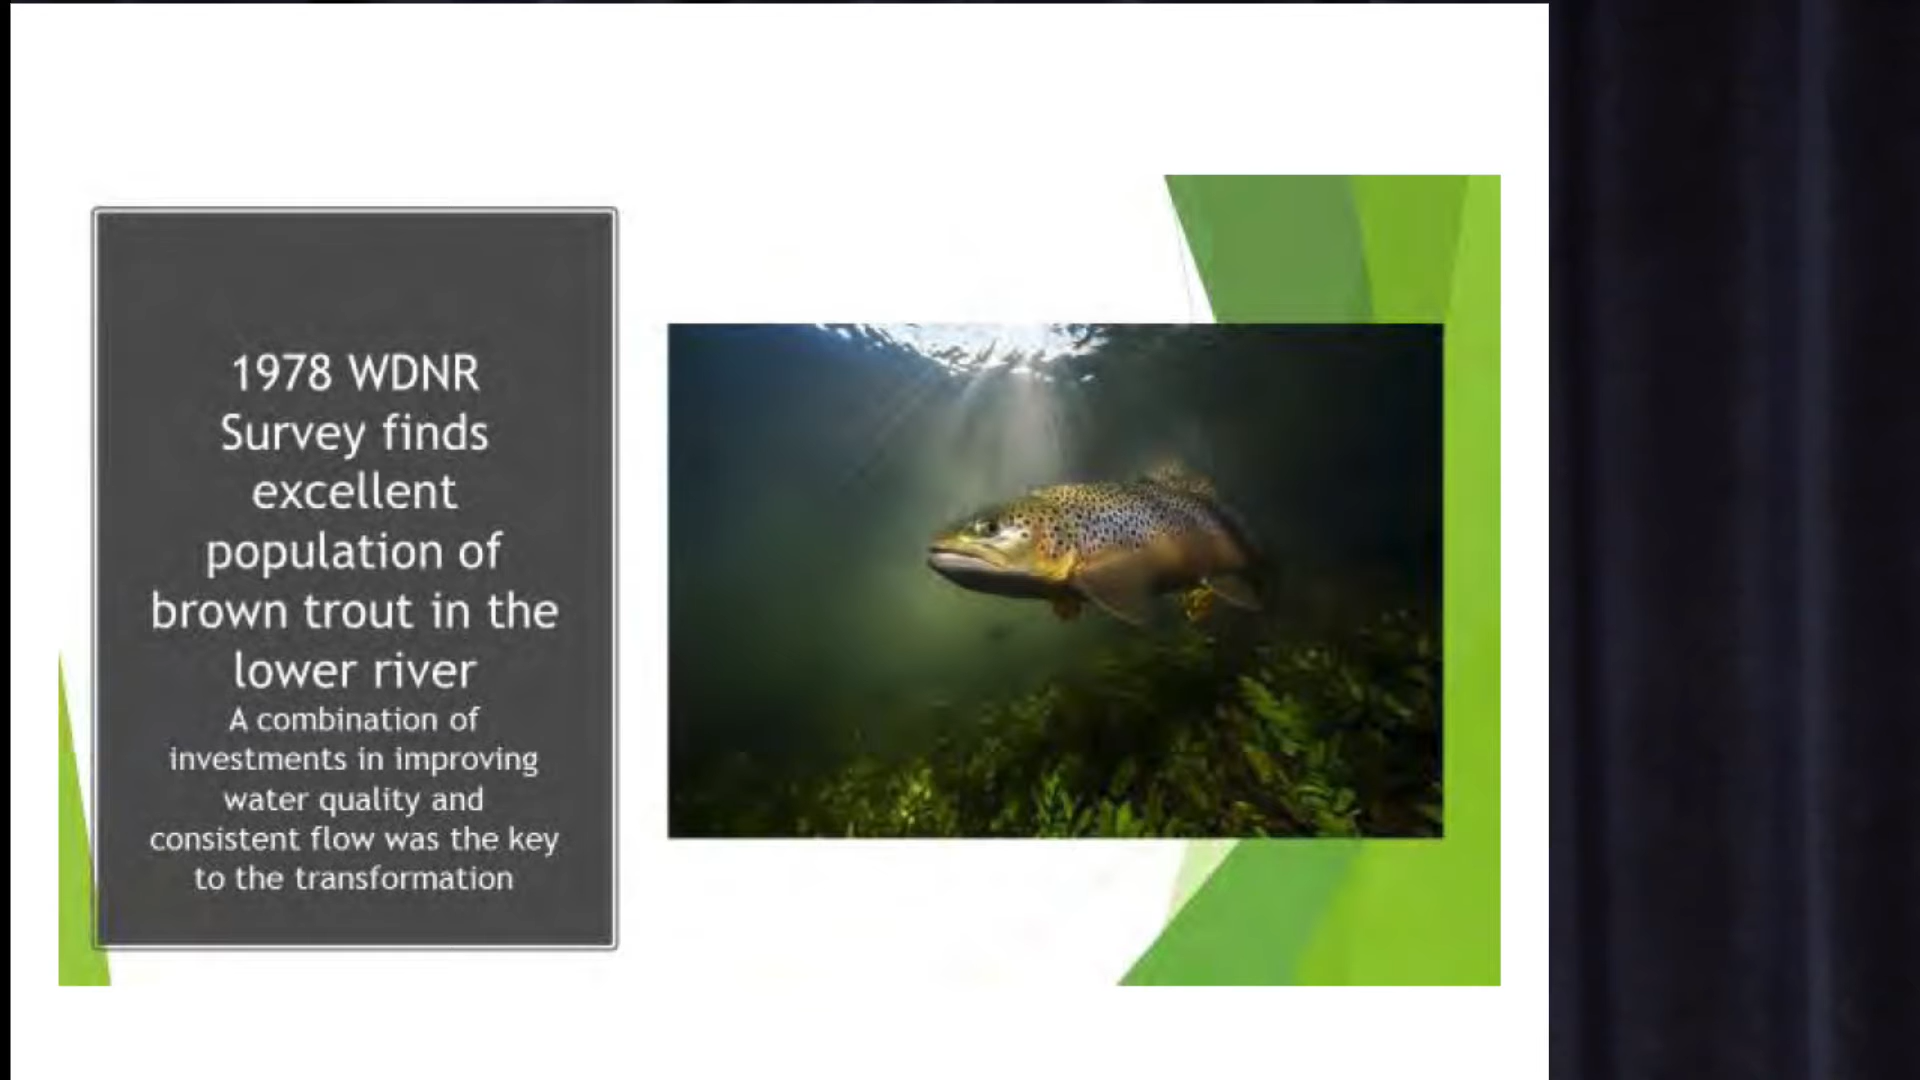 1978 WDNR
Survey finds
excellent
population of
brown trout in the
lower river
A combination of
investments in improving
water quality and
consistent flow was the key
to the transformation